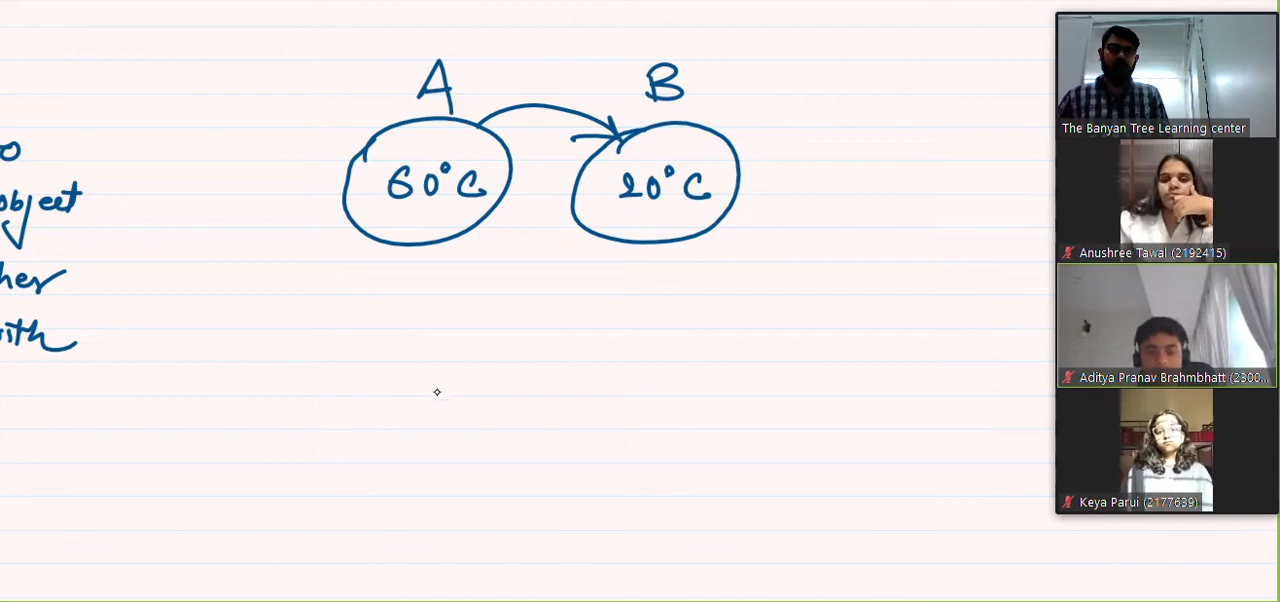 A B
60°C 20°C
object
with
The Banyan Tree Learning center
Anushree Tawal (2192415)
Aditya Pranav Brahmbhatt (2300...
Keya Parui (2177639)